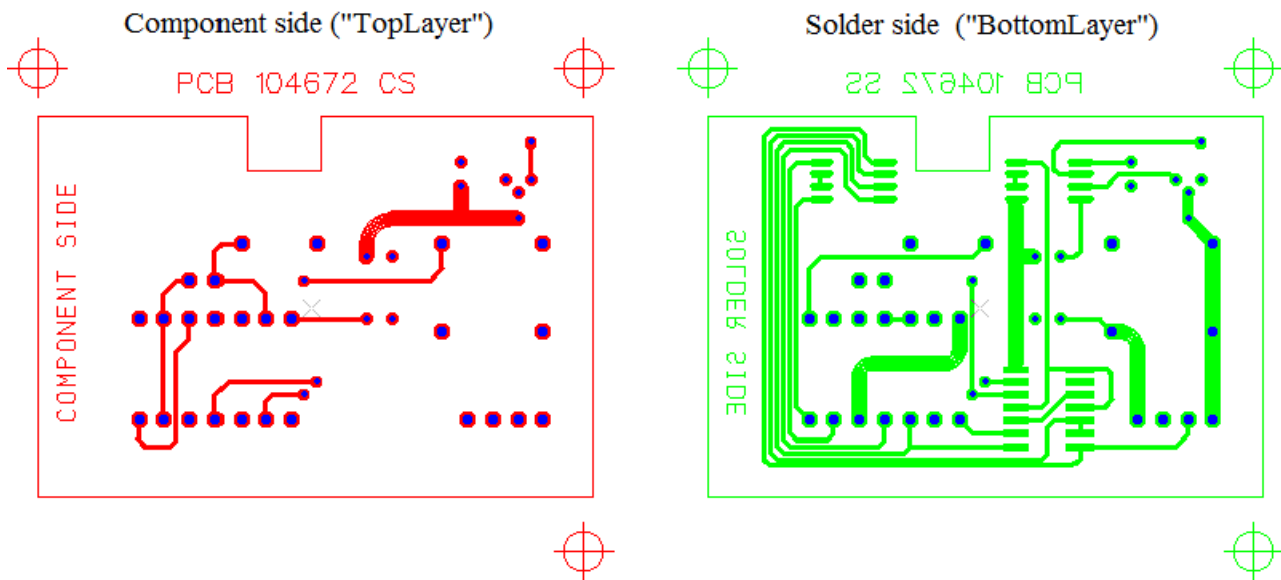 Component side ("TopLayer")
Solder side ("BottomLayer")
PCB 104672 CS
PCB 104672 SS
COMPONENT SIDE
SOLDER SIDE